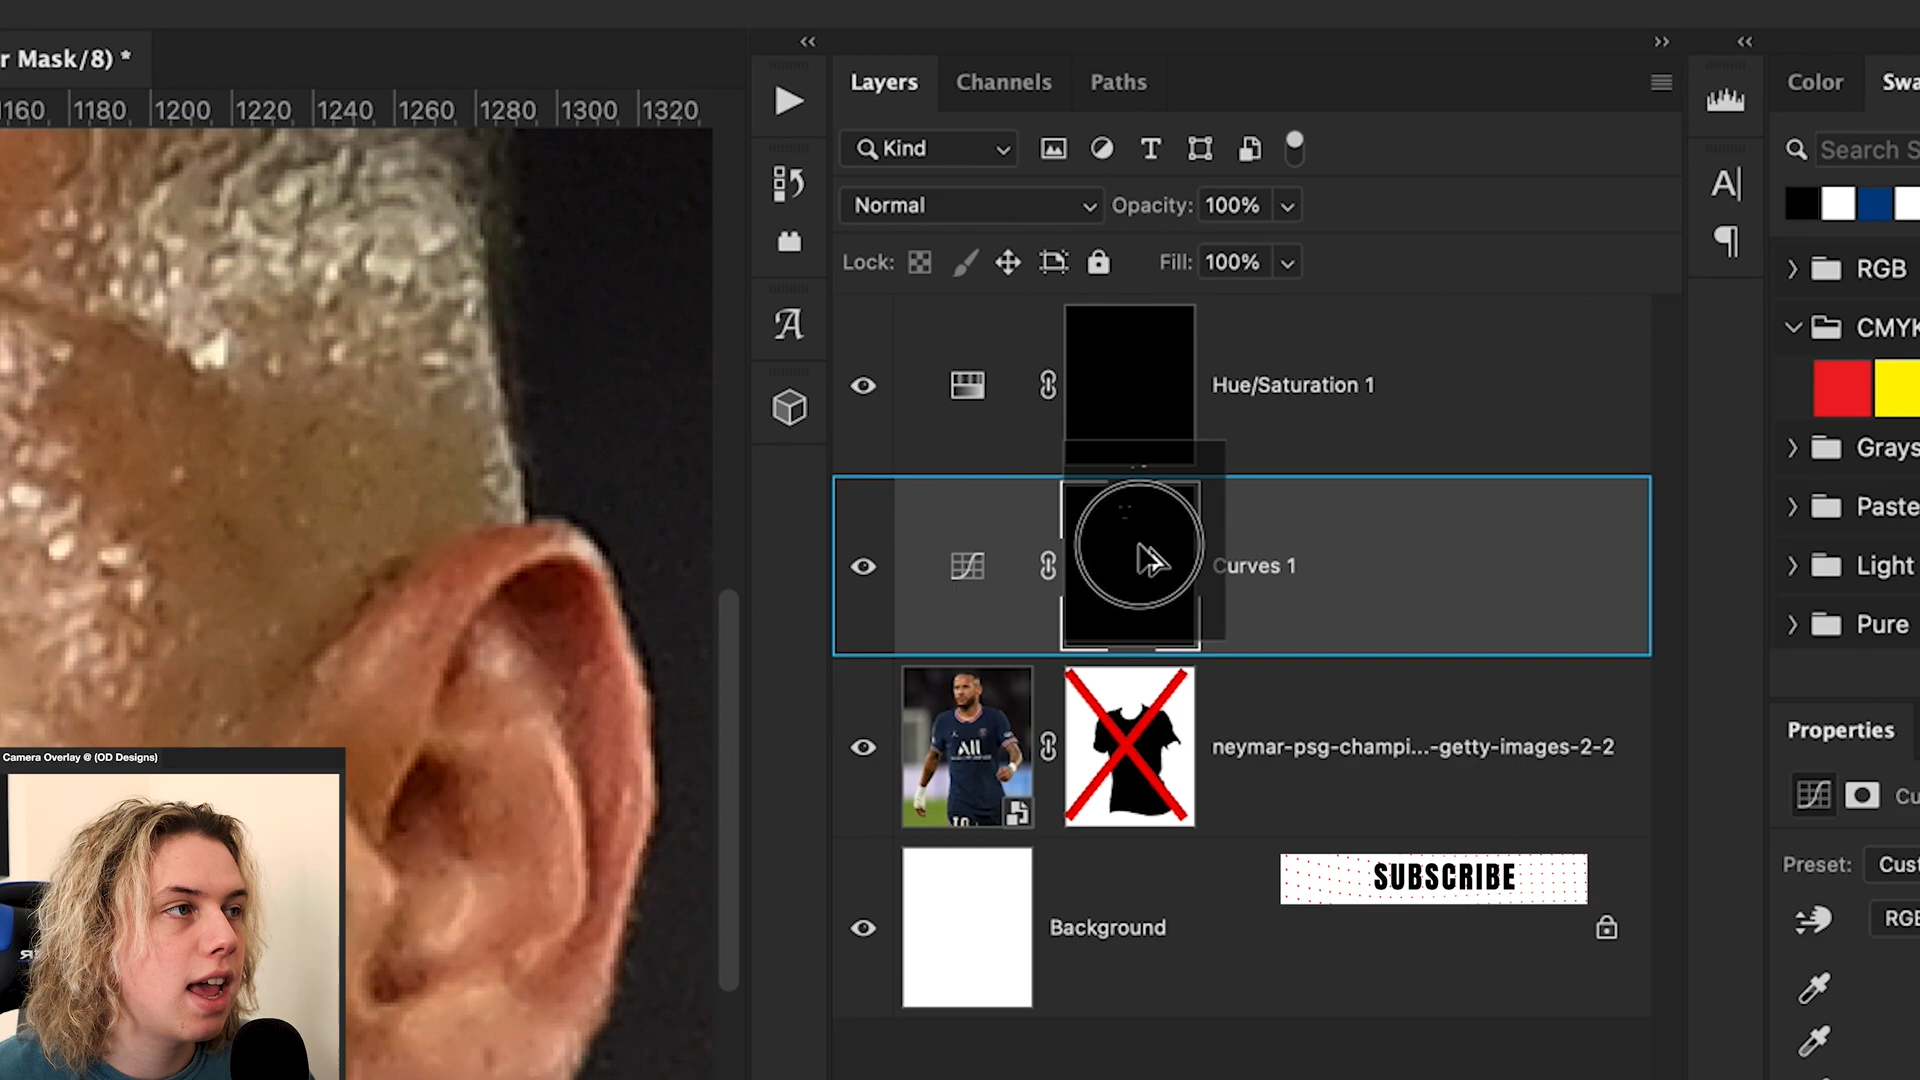 r Mask/8) *
1160 1180 1200 1220 1240 1260 1280 1300 1320
Layers Channels Paths
Kind
Normal Opacity: 100%
Lock: Fill: 100%
Hue/Saturation 1
Curves 1
neymar-psg-champi...-getty-images-2-2
Background
SUBSCRIBE
Camera Overlay @ (OD Designs)
Color Swa
Search S
RGB
CMYK
Grays
Paste
Light
Pure
Properties
Cu
Preset: Cust
RGB